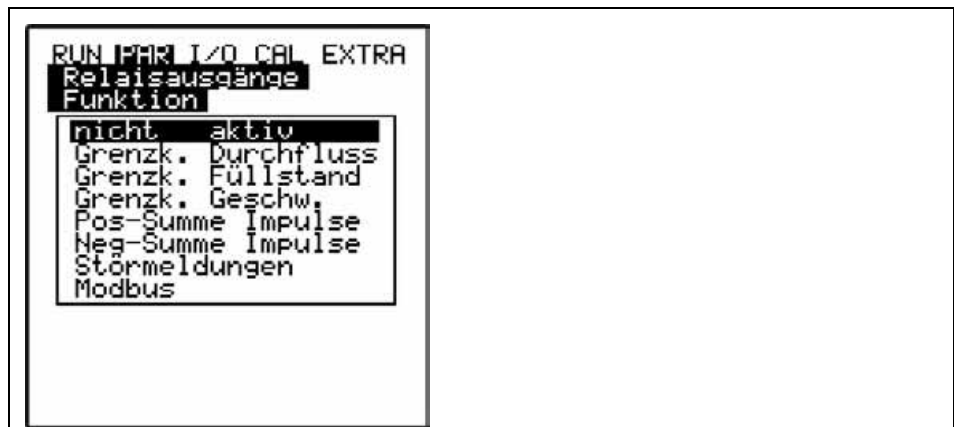 RUN PAR I/O CAL EXTRA
Relaisausgänge
Funktion
nicht aktiv
Grenzk. Durchfluss
Grenzk. Füllstand
Grenzk. Geschw.
Pos-Summe Impulse
Neg-Summe Impulse
Störmeldungen
Modbus